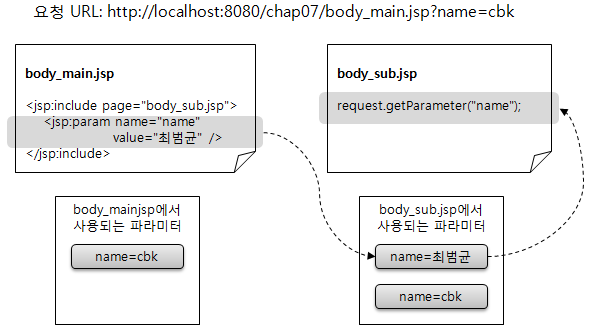 요청 URL: http://localhost:8080/chap07/body_main.jsp?name=cbk
body_main.jsp
<jsp:include page="body_sub.jsp">
<jsp:param name="name"
value="최범균" />
</jsp:include>
body_sub.jsp
request.getParameter("name");
body_mainjsp에서
사용되는 파라미터
name=cbk
body_sub.jsp에서
사용되는 파라미터
name=최범균
name=cbk